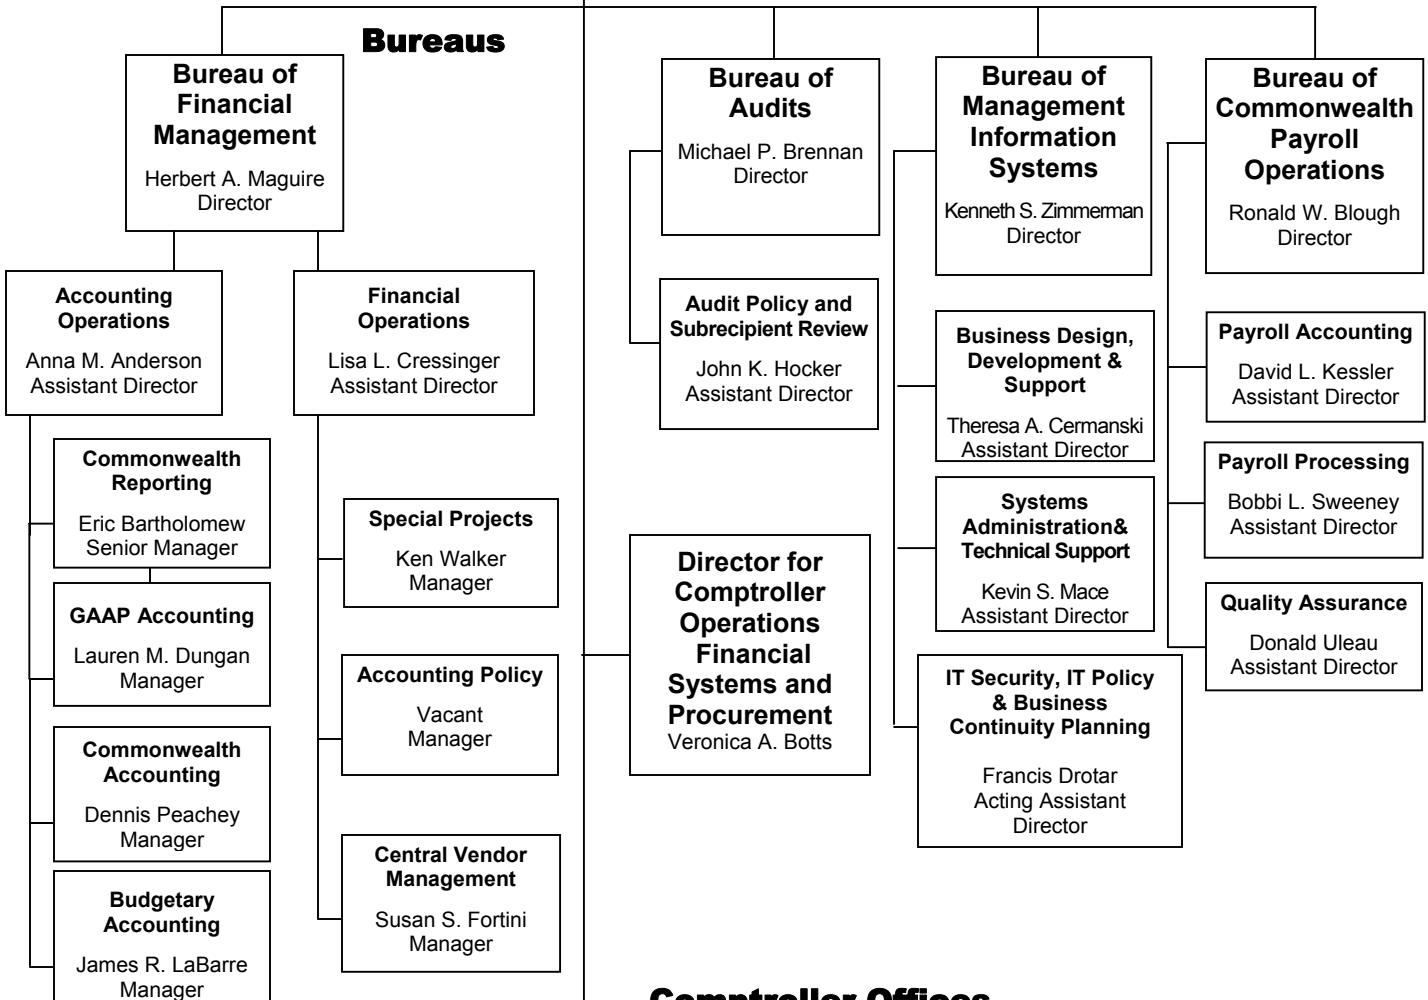 Bureaus
Bureau of
Financial
Management
Herbert A. Maguire
Director
Bureau of
Audits
Michael P. Brennan
Director
Bureau of
Management
Information
Systems
Kenneth S. Zimmerman
Director
Bureau of
Commonwealth
Payroll
Operations
Ronald W. Blough
Director
Accounting
Operations
Anna M. Anderson
Assistant Director
Financial
Operations
Lisa L. Cressinger
Assistant Director
Audit Policy and
Subrecipient Review
John K. Hocker
Assistant Director
Business Design,
Development &
Support
Theresa A. Cermanski
Assistant Director
Payroll Accounting
David L. Kessler
Assistant Director
Commonwealth
Reporting
Eric Bartholomew
Senior Manager
Special Projects
Ken Walker
Manager
Director for
Comptroller
Operations
Financial
Systems and
Procurement
Veronica A. Botts
Systems
Administration&
Technical Support
Kevin S. Mace
Assistant Director
Payroll Processing
Bobbi L. Sweeney
Assistant Director
GAAP Accounting
Lauren M. Dungan
Manager
Accounting Policy
Vacant
Manager
IT Security, IT Policy
& Business
Continuity Planning
Francis Drotar
Acting Assistant
Director
Quality Assurance
Donald Uleau
Assistant Director
Commonwealth
Accounting
Dennis Peachey
Manager
Central Vendor
Management
Susan S. Fortini
Manager
Budgetary
Accounting
James R. LaBarre
Manager
Comptroller Offices